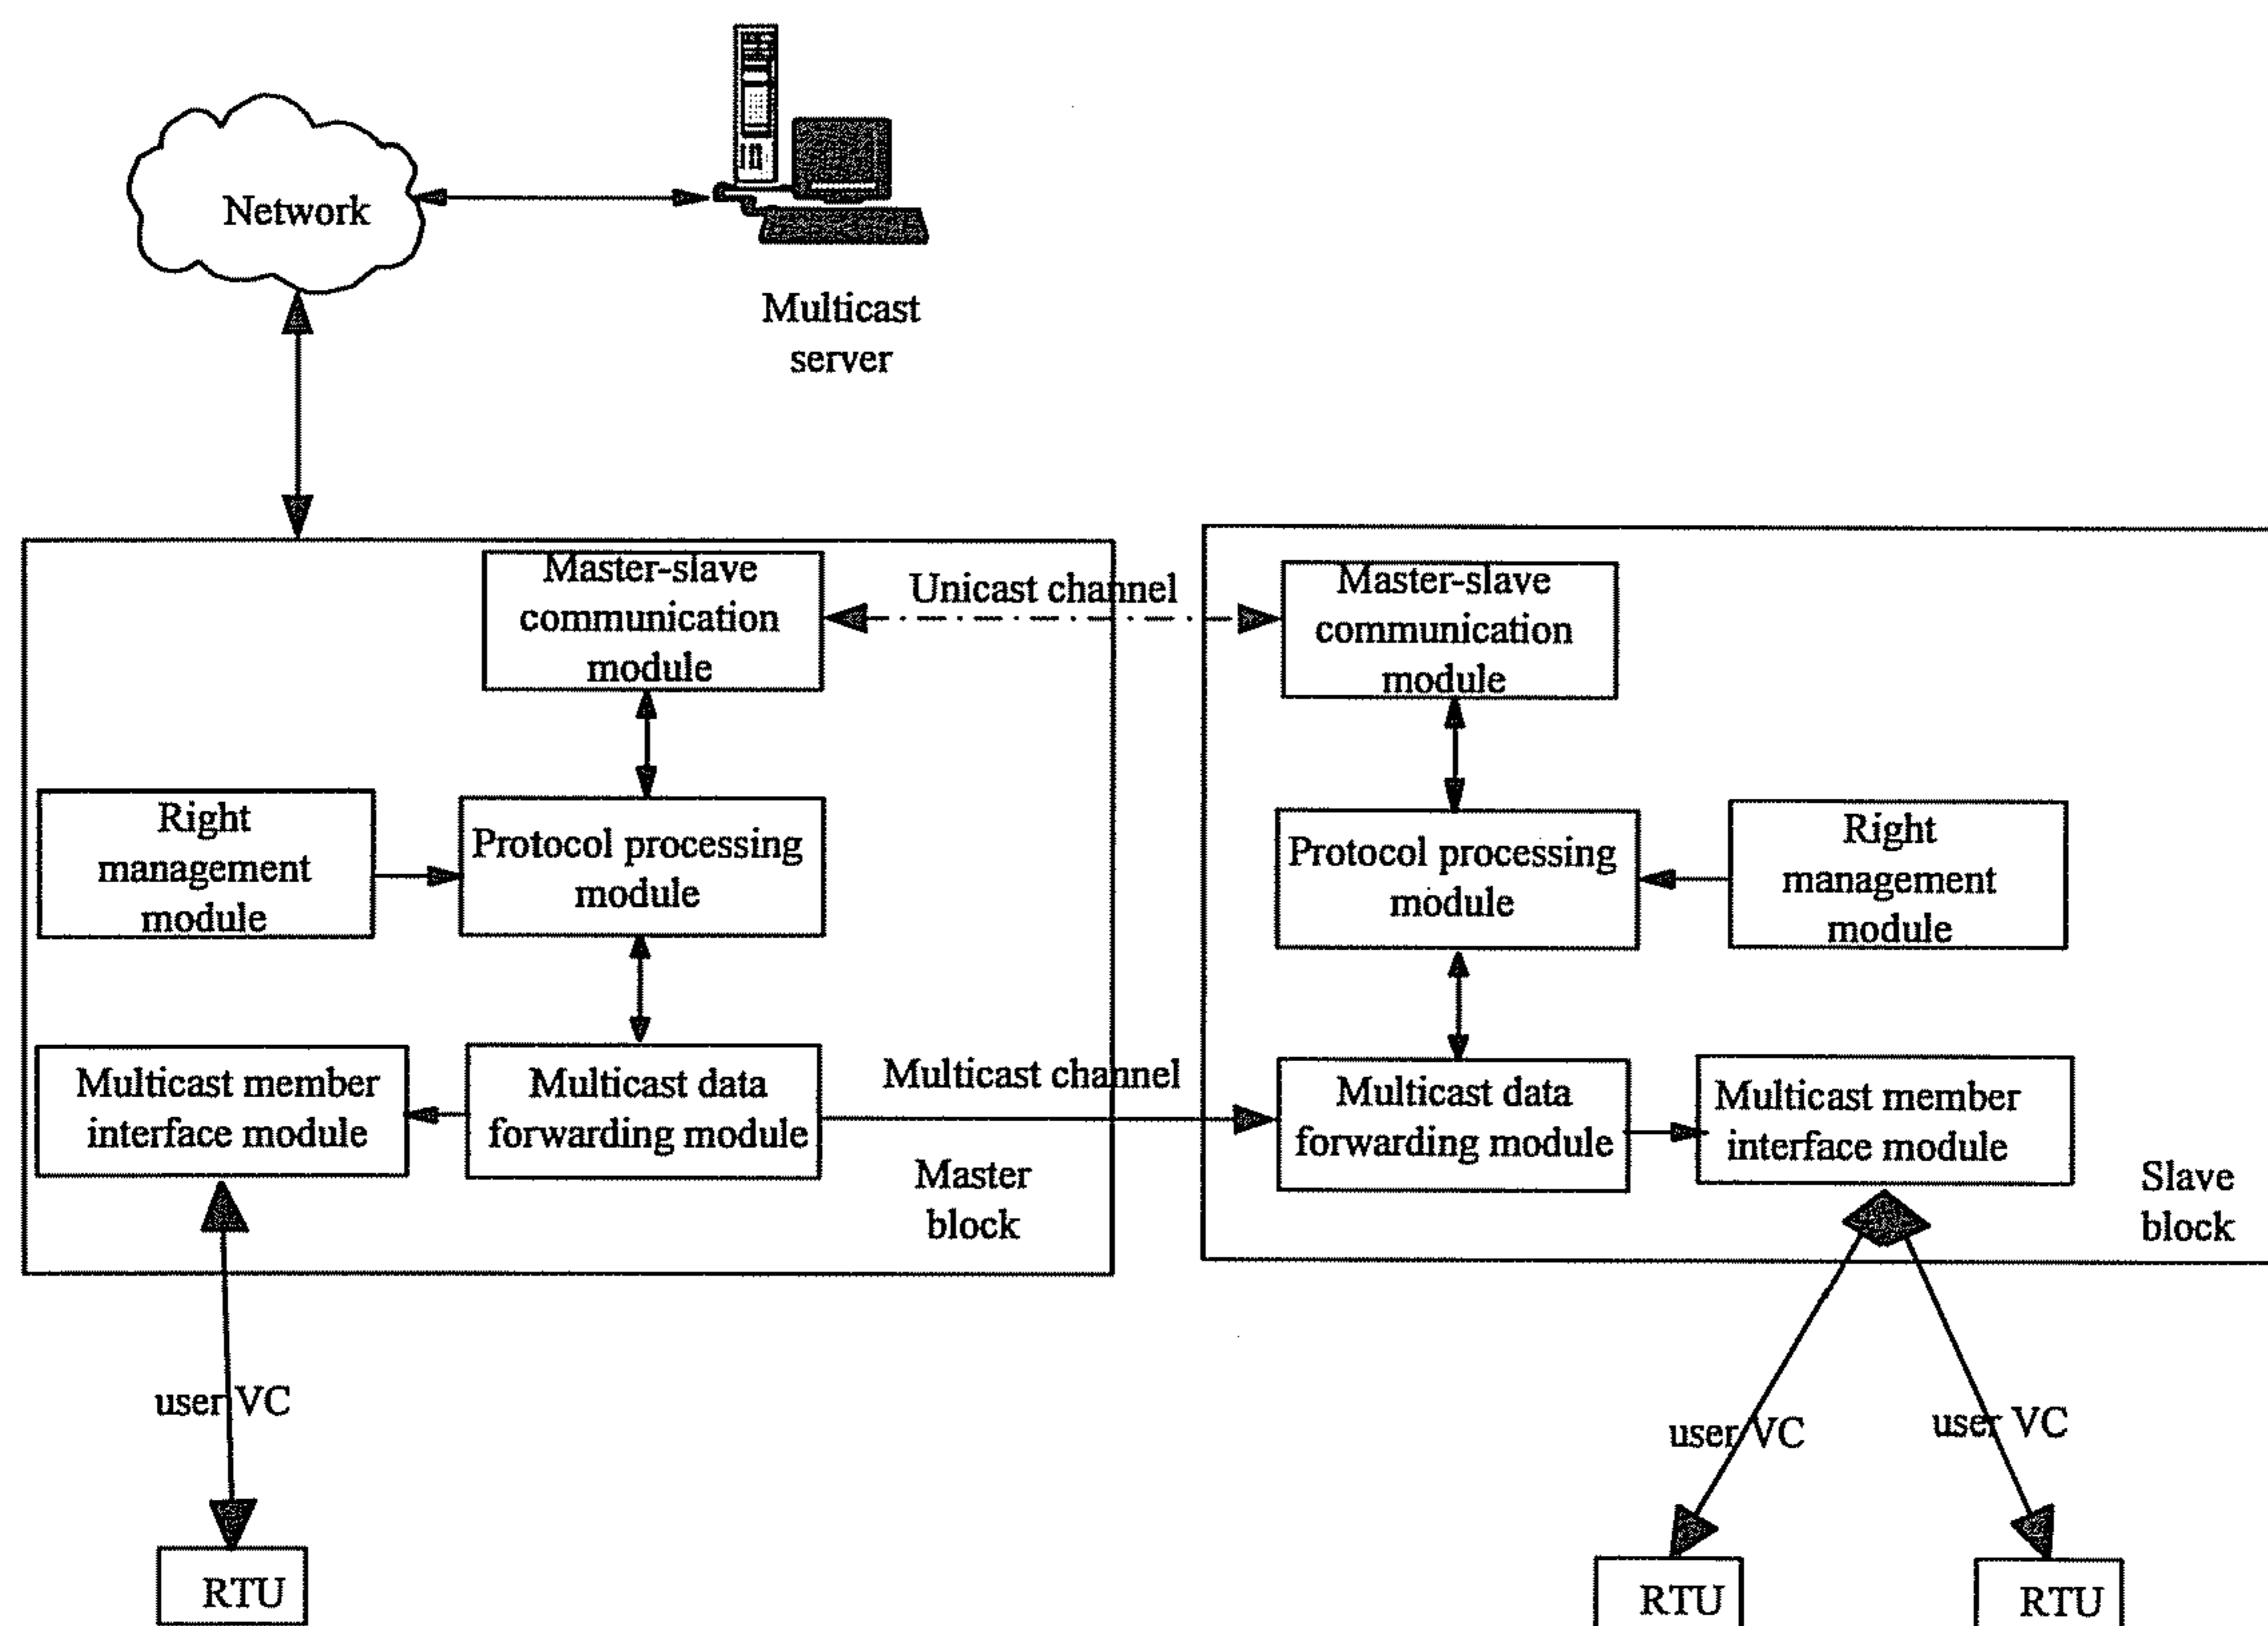 Network
Multicast
server
Master-slave
communication
module
Unicast channel
Master-slave
communication
module
Right
management
module
Protocol processing
module
Protocol processing
module
Right
management
module
Multicast member
interface module
Multicast data
forwarding module
Multicast channel
Multicast data
forwarding module
Multicast member
interface module
Master
block
Slave
block
user VC
user VC
user VC
RTU
RTU
RTU